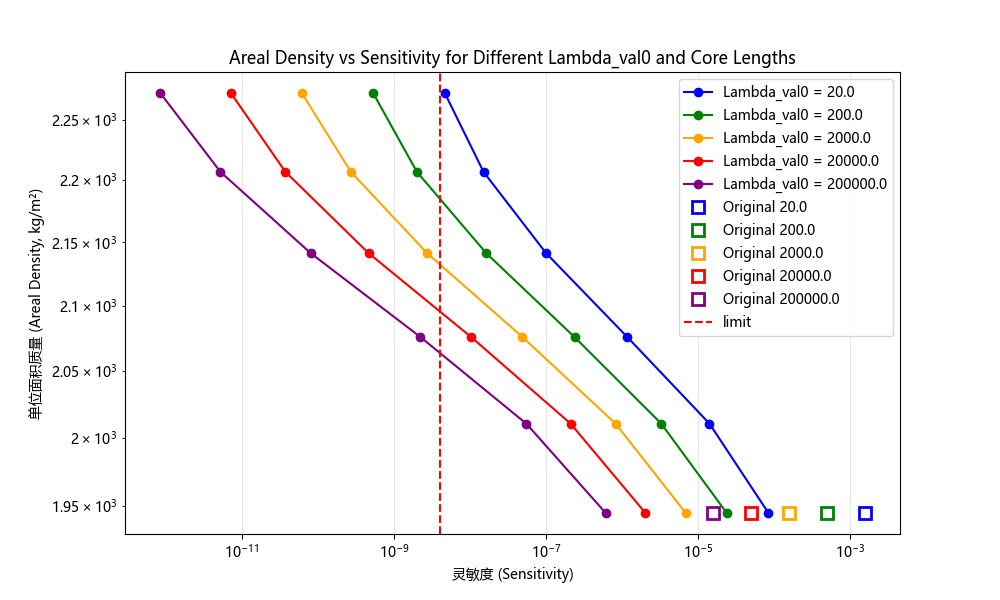 Areal Density vs Sensitivity for Different Lambda_val0 and Core Lengths
单位面积质量 (Areal Density, kg/m²)
2.25 × 10³
2.2 × 10³
2.15 × 10³
2.1 × 10³
2.05 × 10³
2 × 10³
1.95 × 10³
Lambda_val0 = 20.0
Lambda_val0 = 200.0
Lambda_val0 = 2000.0
Lambda_val0 = 20000.0
Lambda_val0 = 200000.0
Original 20.0
Original 200.0
Original 2000.0
Original 20000.0
Original 200000.0
limit
10⁻¹¹
10⁻⁹
10⁻⁷
10⁻⁵
10⁻³
灵敏度 (Sensitivity)